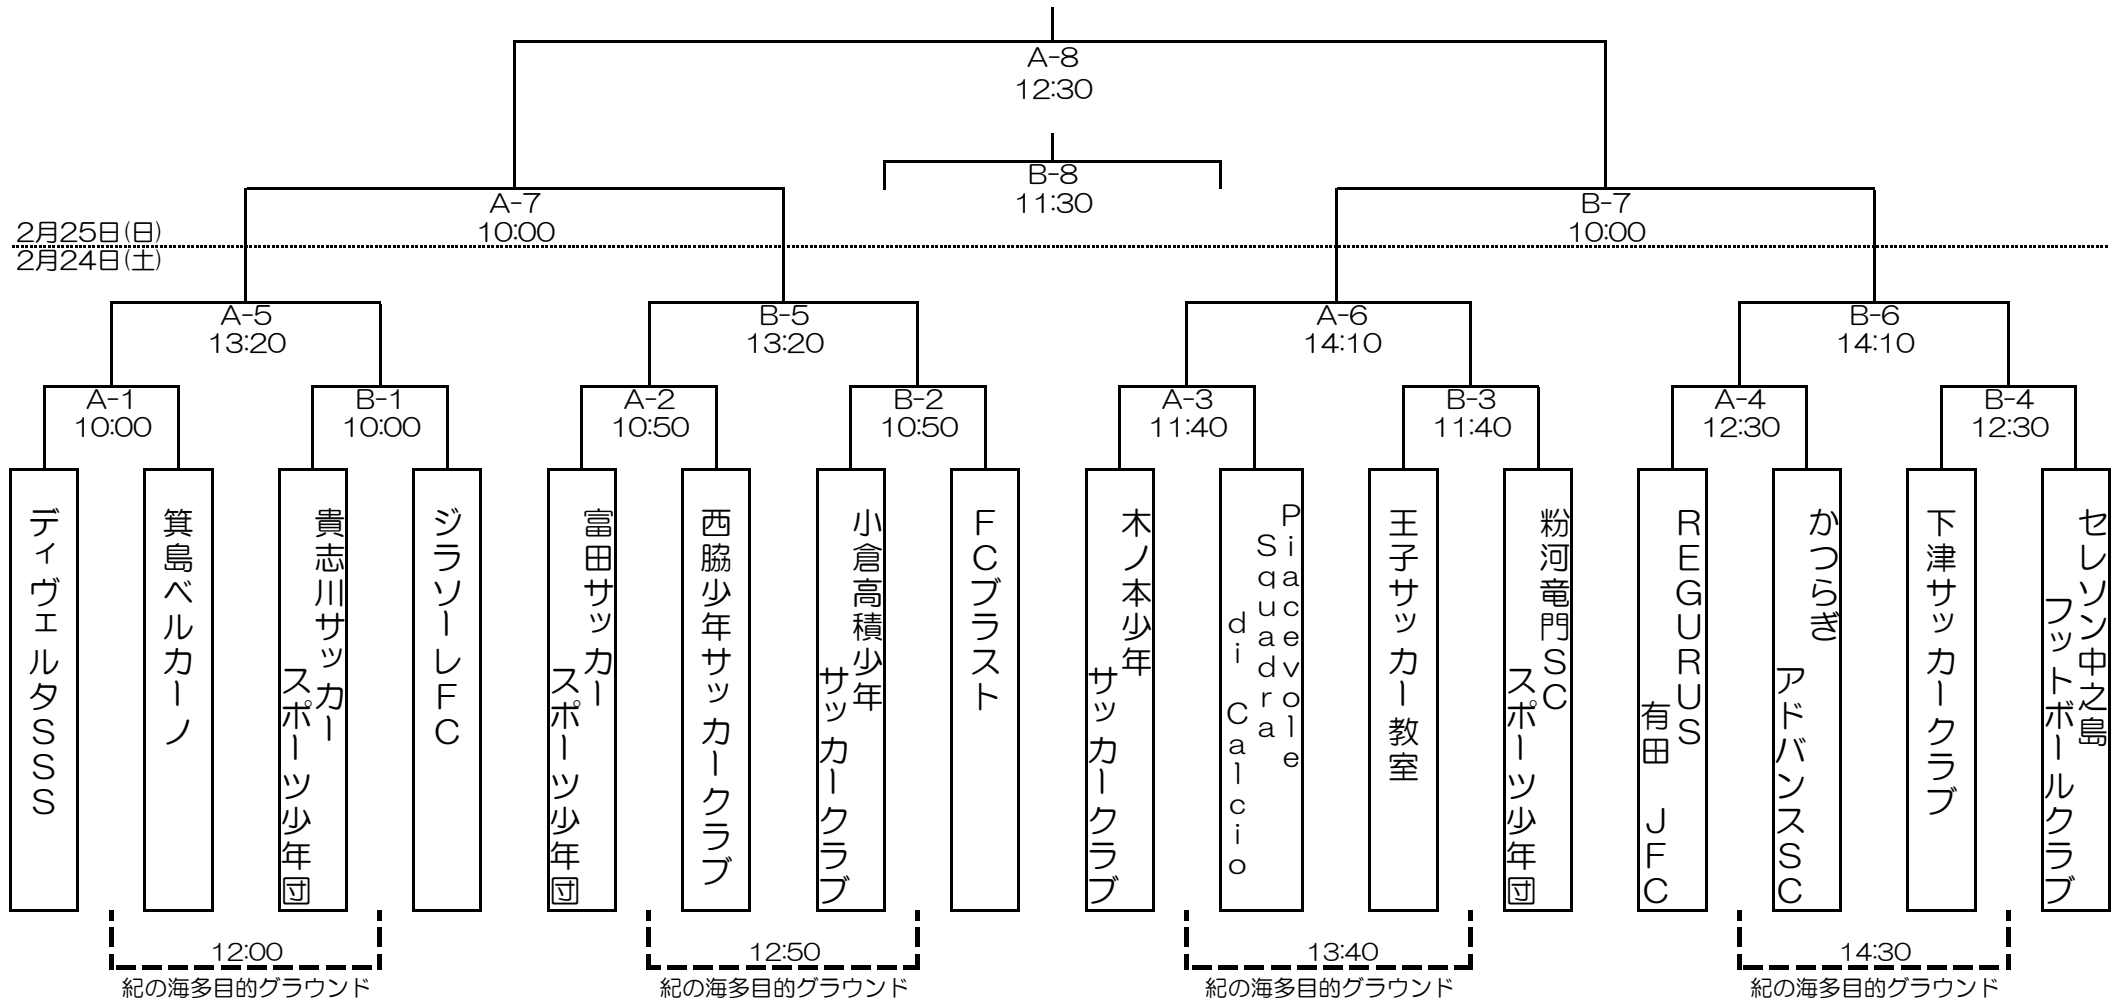 A-8
12:30
B-8
11:30
A-7
10:00
B-7
10:00
2月25日(日)
2月24日(土)
A-5
13:20
B-5
13:20
A-6
14:10
B-6
14:10
A-1
10:00
B-1
10:00
A-2
10:50
B-2
10:50
A-3
11:40
B-3
11:40
A-4
12:30
B-4
12:30
ディヴェルタSSS
箕島ベルカーノ
貴志川サッカー
スポーツ少年団
ジラソーレFC
富田サッカー
スポーツ少年団
西脇少年サッカークラブ
小倉高積少年
サッカークラブ
FCブラスト
木ノ本少年
サッカークラブ
Piacevole
Squadra
di Calcio
王子サッカー教室
粉河竜門SC
スポーツ少年団
REGURUS
有田 JFC
かつらぎ
アドバンスSC
下津サッカークラブ
セレソン中之島
フットボールクラブ
12:00
紀の海多目的グラウンド
12:50
紀の海多目的グラウンド
13:40
紀の海多目的グラウンド
14:30
紀の海多目的グラウンド